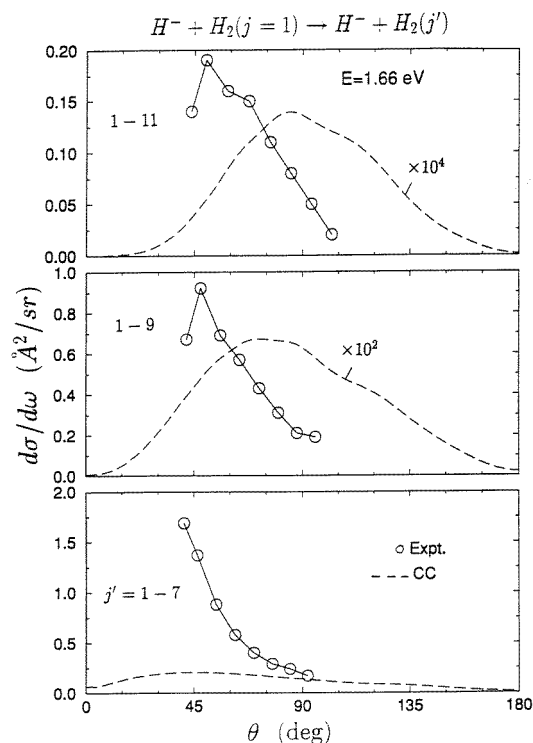 H⁻ + H₂(j = 1) → H⁻ + H₂(j′)
0.20
E=1.66 eV
0.15
1 − 11
0.10
×10⁴
0.05
0.00
1.0
0.8
1 − 9
×10²
0.6
0.4
0.2
0.0
dσ/dω (Å²/sr)
2.0
1.5
Expt.
CC
j′ = 1 − 7
1.0
0.5
0.0
0 45 90 135 180
θ (deg)